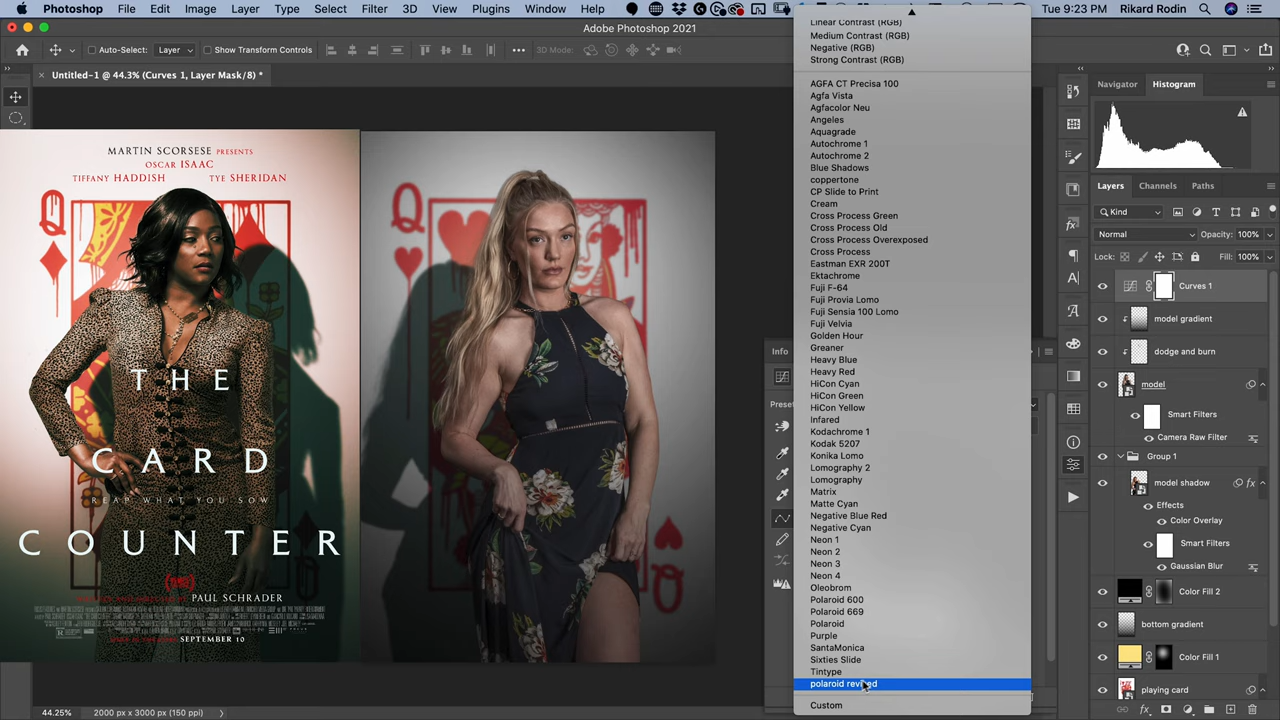 Photoshop File Edit Image Layer Type Select Filter 3D View Plugins Window Help Tue 9:23 PM Rikard Rodin
Adobe Photoshop 2021
Auto-Select: Layer Show Transform Controls 3D Mode:
Untitled-1 @ 44.3% (Curves 1, Layer Mask/8) *
MARTIN SCORSESE PRESENTS
OSCAR ISAAC
TIFFANY HADDISH TYE SHERIDAN
Q
THE
CARD
REAP WHAT YOU SOW
COUNTER
PAUL SCHRADER
SEPTEMBER 10
Q
Info
Prese
Linear Contrast (RGB)
Medium Contrast (RGB)
Negative (RGB)
Strong Contrast (RGB)
AGFA CT Precisa 100
Agfa Vista
Agfacolor Neu
Angeles
Aquagrade
Autochrome 1
Autochrome 2
Blue Shadows
coppertone
CP Slide to Print
Cream
Cross Process Green
Cross Process Old
Cross Process Overexposed
Cross Process
Eastman EXR 200T
Ektachrome
Fuji F-64
Fuji Provia Lomo
Fuji Sensia 100 Lomo
Fuji Velvia
Golden Hour
Greaner
Heavy Blue
Heavy Red
HiCon Cyan
HiCon Green
HiCon Yellow
Infared
Kodachrome 1
Kodak 5207
Konika Lomo
Lomography 2
Lomography
Matrix
Matte Cyan
Negative Blue Red
Negative Cyan
Neon 1
Neon 2
Neon 3
Neon 4
Oleobrom
Polaroid 600
Polaroid 669
Polaroid
Purple
SantaMonica
Sixties Slide
Tintype
polaroid revised
Custom
Navigator Histogram
Layers Channels Paths
Kind
Normal Opacity: 100%
Lock: Fill: 100%
Curves 1
model gradient
dodge and burn
model
Smart Filters
Camera Raw Filter
Group 1
model shadow fx
Effects
Color Overlay
Smart Filters
Gaussian Blur
Color Fill 2
bottom gradient
Color Fill 1
playing card
44.25% 2000 px x 3000 px (150 ppi)